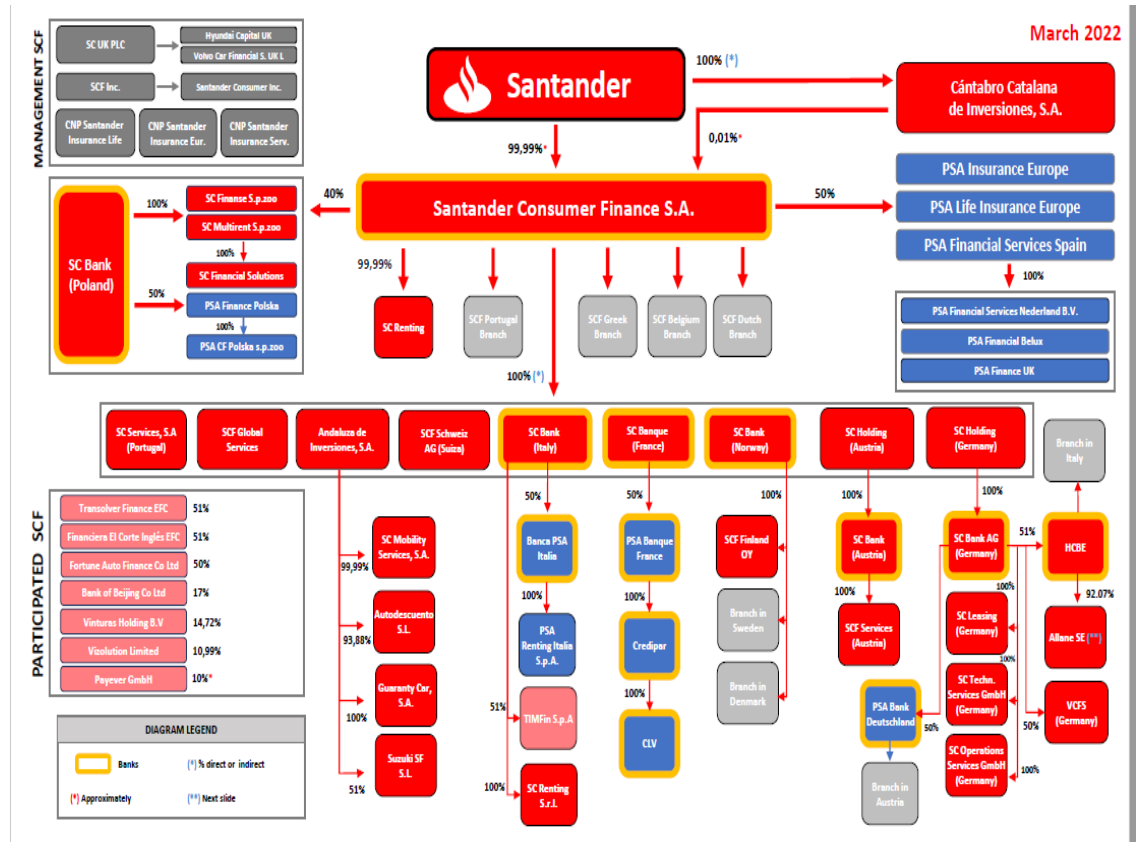 March 2022
MANAGEMENT SCF
SC UK PLC
Hyundai Capital UK
Volvo Car Financial S. UK L
SCF Inc.
Santander Consumer Inc.
CNP Santander
Insurance Life
CNP Santander
Insurance Eur.
CNP Santander
Insurance Serv.
Santander
100% (*)
Cántabro Catalana
de Inversiones, S.A.
99,99%*
0,01%*
Santander Consumer Finance S.A.
40%
50%
SC Bank
(Poland)
100%
SC Finanse S.p.zoo
SC Multirent S.p.zoo
100%
SC Financial Solutions
50%
PSA Finance Polska
100%
PSA CF Polska s.p.zoo
PSA Insurance Europe
PSA Life Insurance Europe
PSA Financial Services Spain
100%
PSA Financial Services Nederland B.V.
PSA Financial Belux
PSA Finance UK
99,99%
SC Renting
SCF Portugal
Branch
SCF Greek
Branch
SCF Belgium
Branch
SCF Dutch
Branch
100% (*)
SC Services, S.A
(Portugal)
SCF Global
Services
Andaluza de
Inversiones, S.A.
SCF Schweiz
AG (Suiza)
SC Bank
(Italy)
SC Banque
(France)
SC Bank
(Norway)
SC Holding
(Austria)
SC Holding
(Germany)
Branch in
Italy
PARTICIPATED SCF
Transolver Finance EFC
51%
Financiera El Corte Inglés EFC
51%
Fortune Auto Finance Co Ltd
50%
Bank of Beijing Co Ltd
17%
Vinturas Holding B.V
14,72%
Vizolution Limited
10,99%
Payever GmbH
10%*
99,99%
SC Mobility
Services, S.A.
93,88%
Autodescuento
S.L.
100%
Guaranty Car,
S.A.
51%
Suzuki SF
S.L.
50%
Banca PSA
Italia
100%
PSA
Renting Italia
S.p.A.
51%
TIMFin S.p.A
100%
SC Renting
S.r.l.
50%
PSA Banque
France
100%
Credipar
100%
CLV
100%
SCF Finland
OY
Branch in
Sweden
Branch in
Denmark
100%
SC Bank
(Austria)
100%
SCF Services
(Austria)
100%
SC Bank AG
(Germany)
51%
HCBE
92.07%
Allane SE (**)
100%
SC Leasing
(Germany)
100%
SC Techn.
Services GmbH
(Germany)
100%
SC Operations
Services GmbH
(Germany)
50%
VCFS
(Germany)
50%
PSA Bank
Deutschland
Branch in
Austria
DIAGRAM LEGEND
Banks
(*) % direct or indirect
(*) Approximately
(**) Next slide